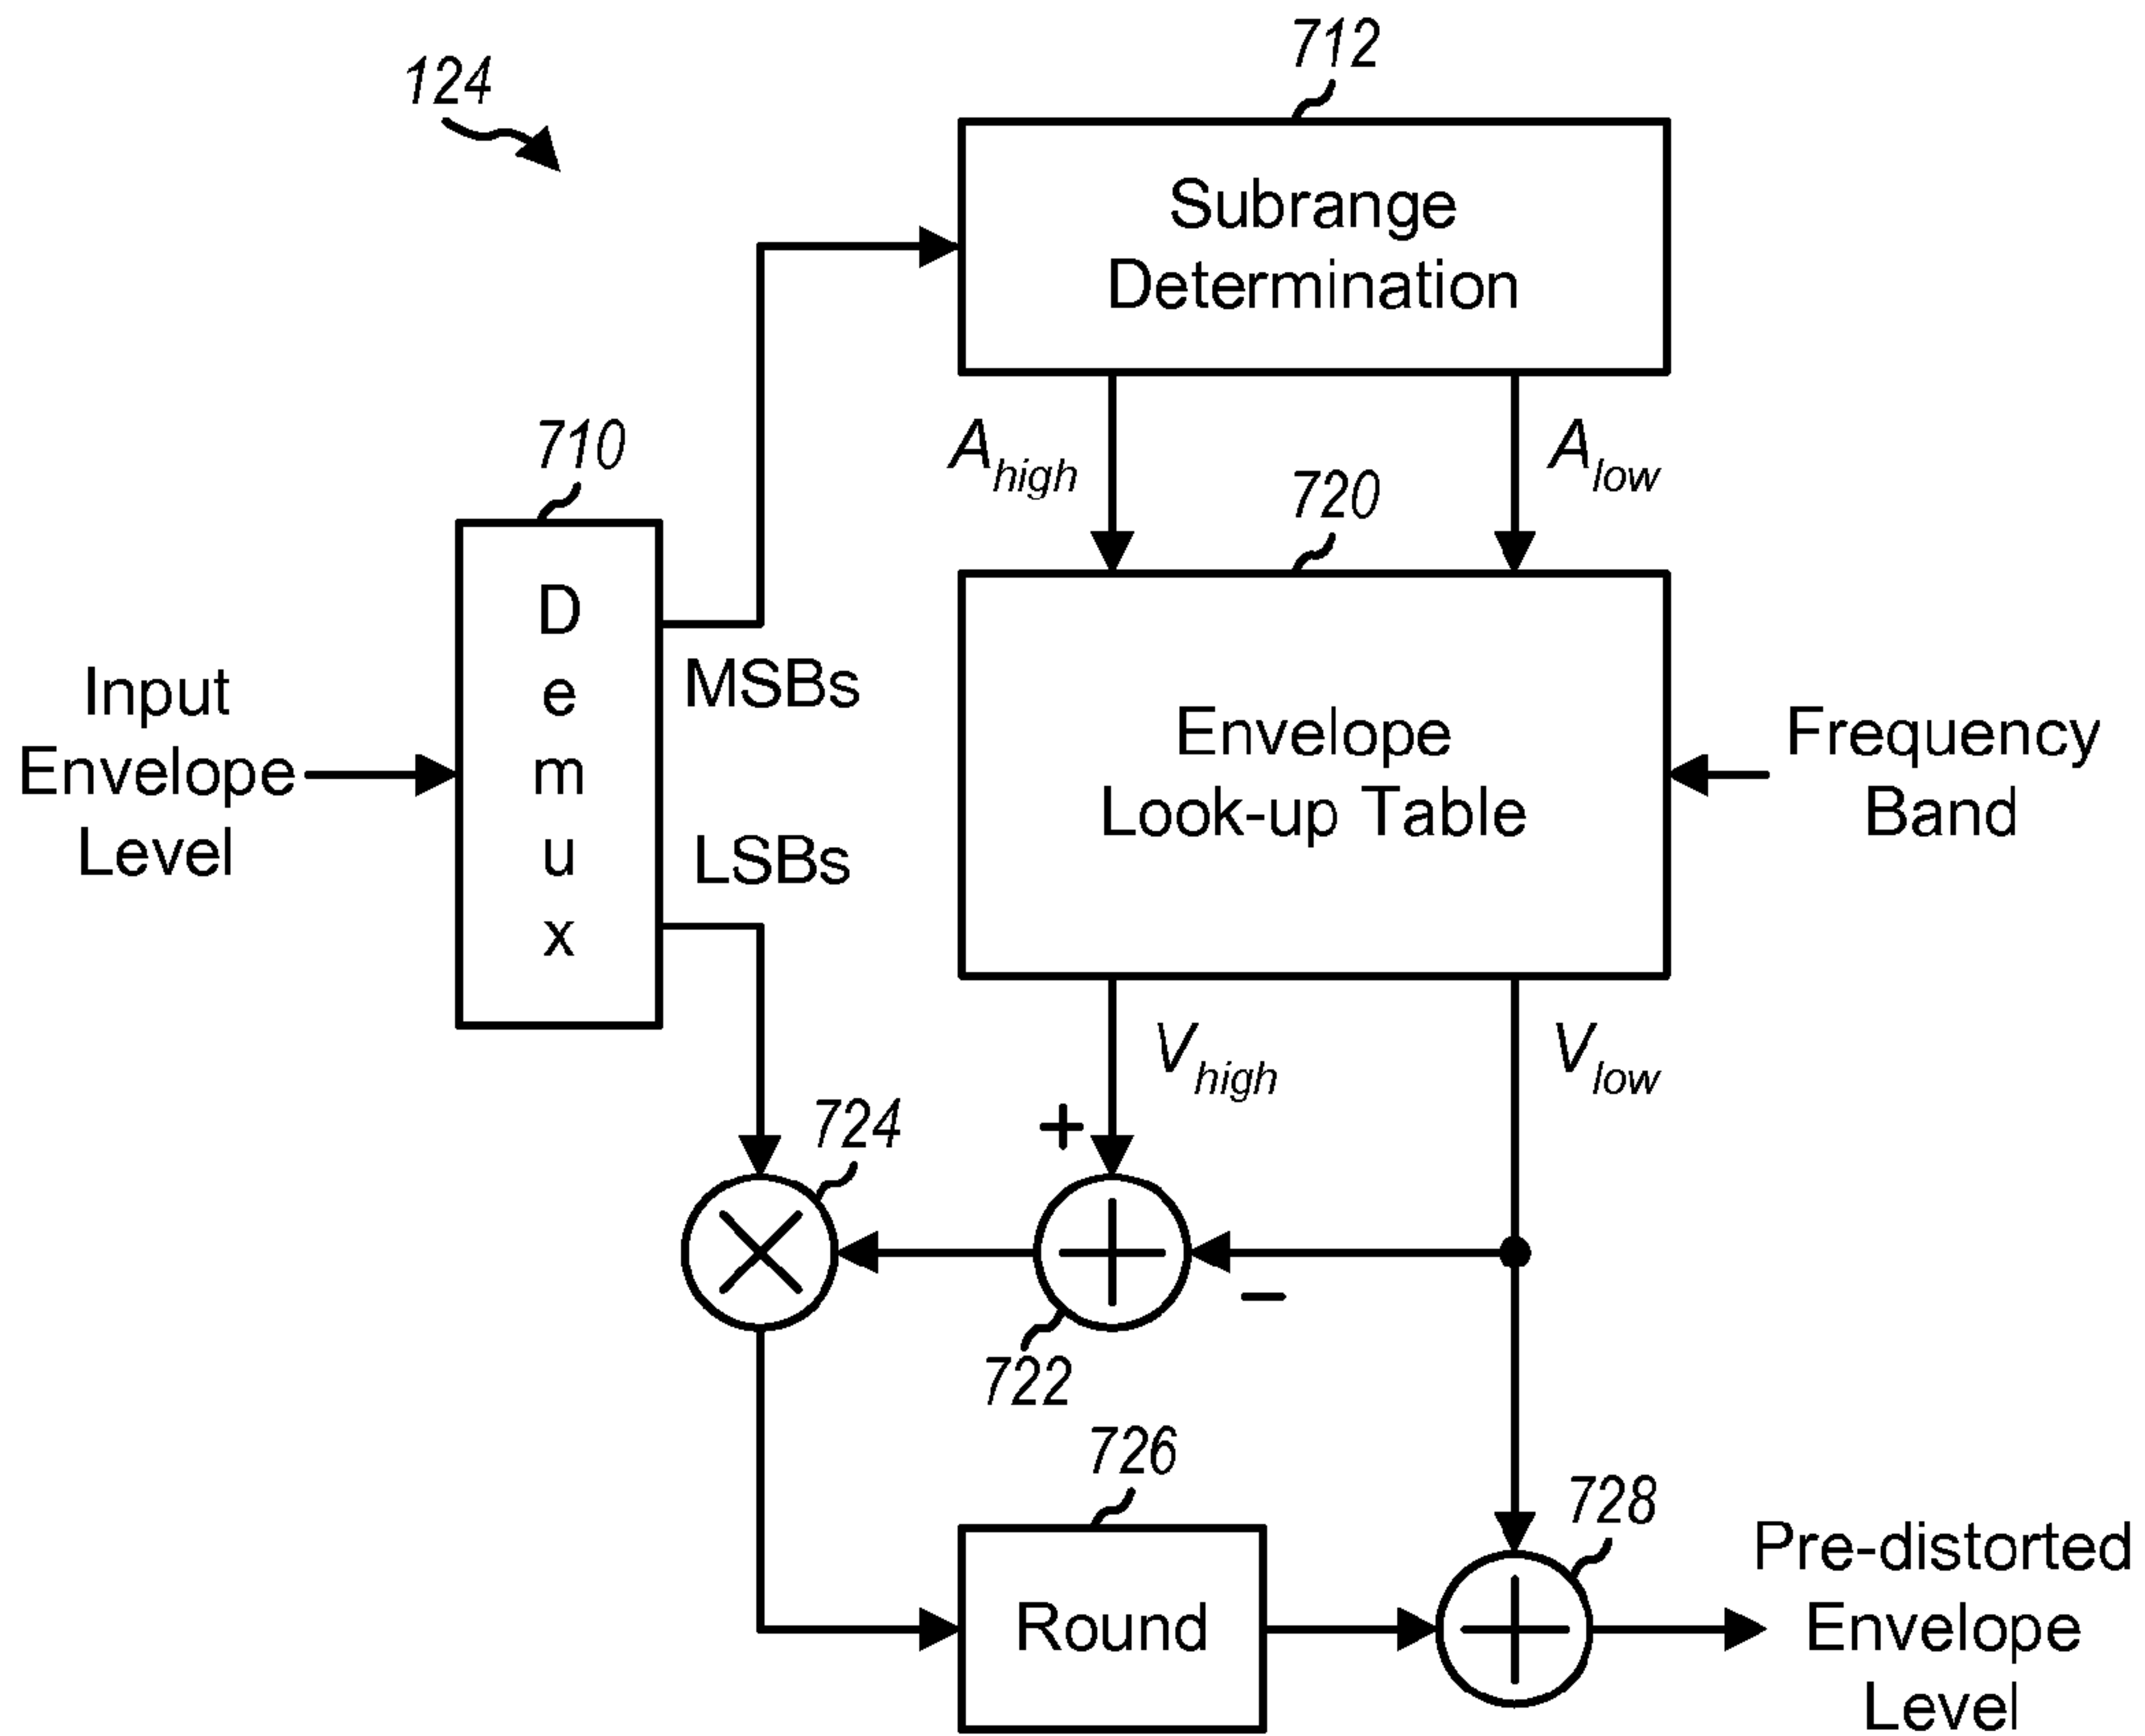 124
712
Subrange
Determination
710
A high
A low
720
Demux
MSBs
LSBs
Input
Envelope
Level
Envelope
Look-up Table
Frequency
Band
V high
V low
724
+
−
722
726
Round
728
Pre-distorted
Envelope
Level